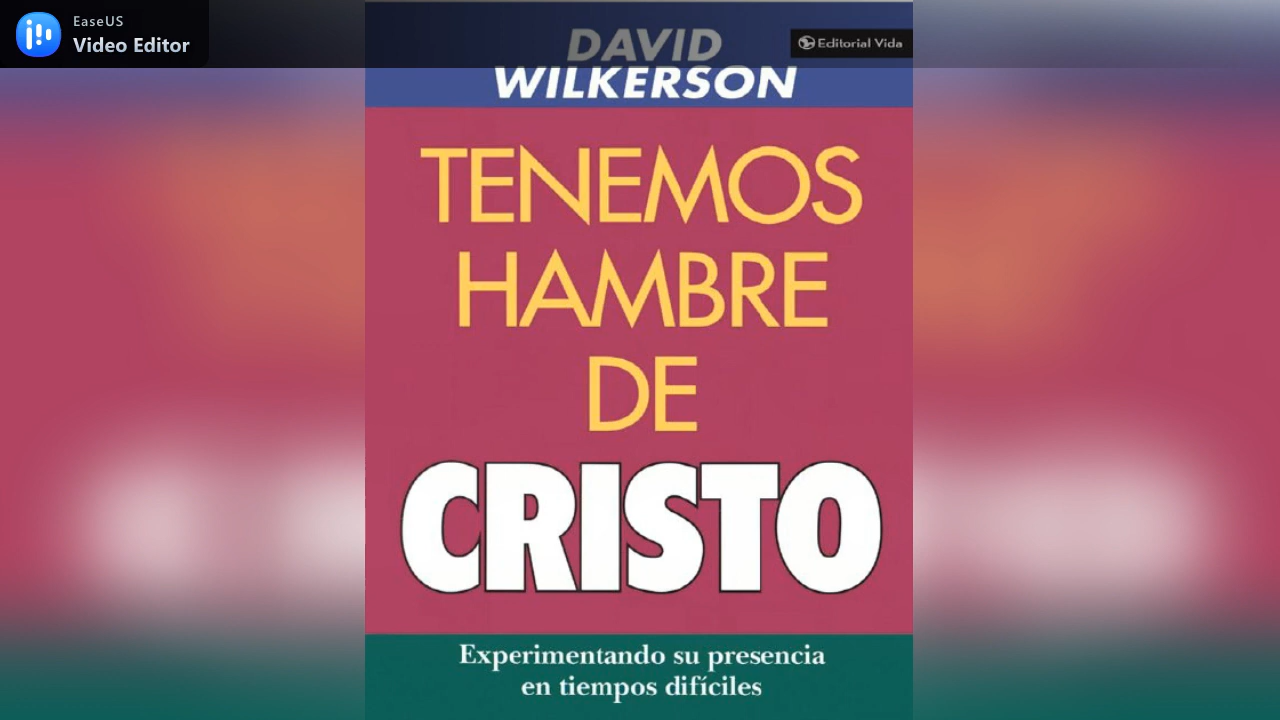 EaseUS
Video Editor
DAVID
Editorial Vida
WILKERSON
TENEMOS
HAMBRE
DE
CRISTO
Experimentando su presencia
en tiempos difíciles